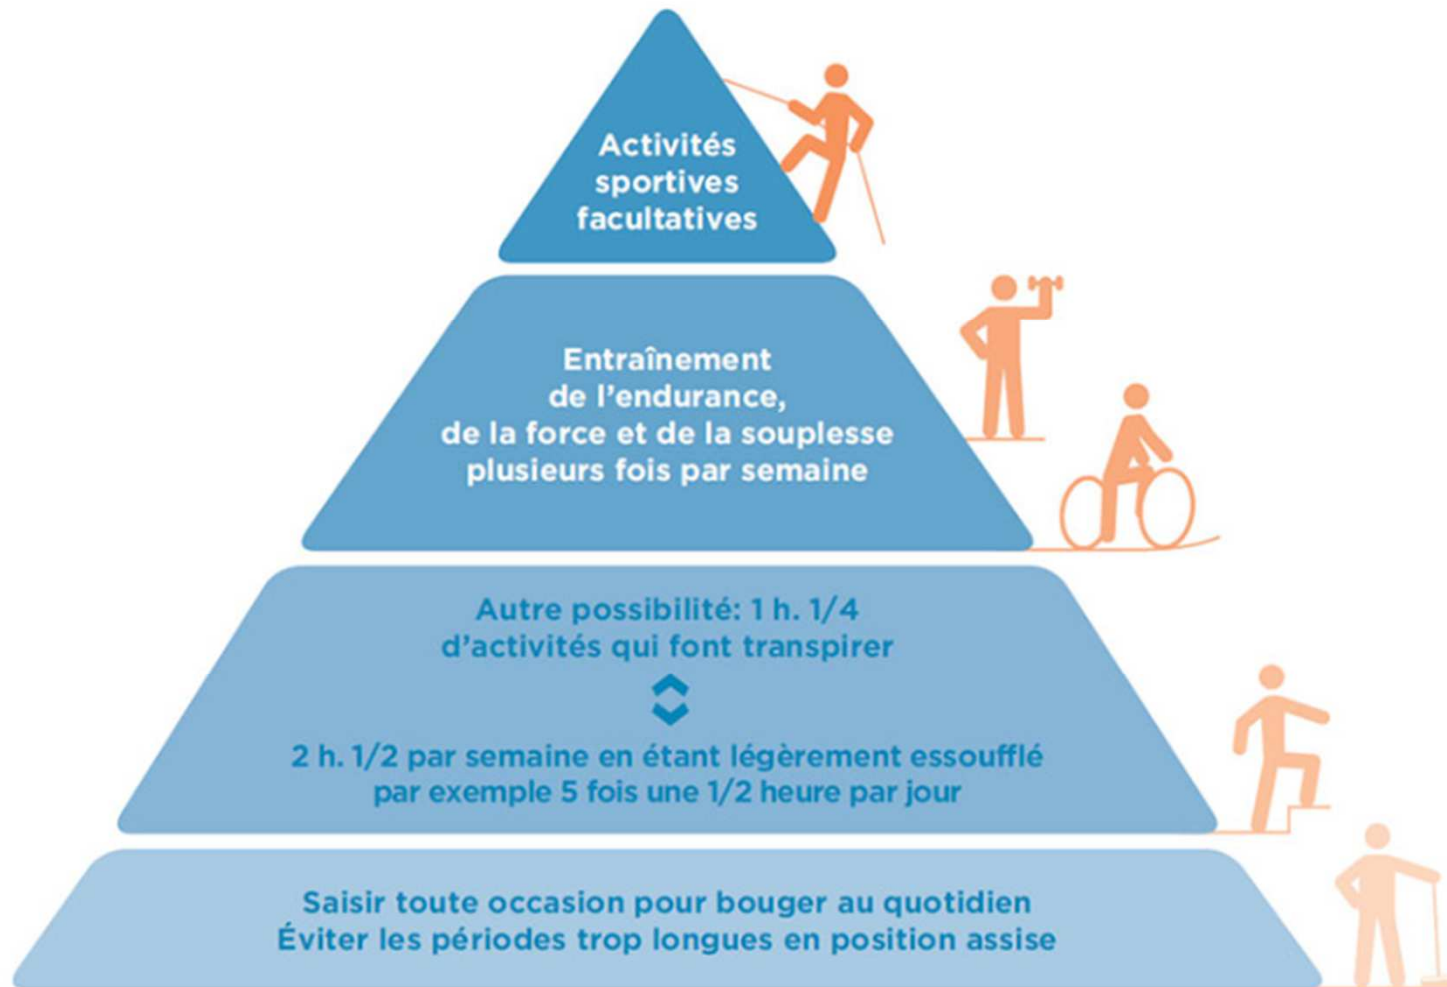 Activités
sportives
facultatives
Entraînement
de l’endurance,
de la force et de la souplesse
plusieurs fois par semaine
Autre possibilité: 1 h. 1/4
d’activités qui font transpirer
2 h. 1/2 par semaine en étant légèrement essoufflé
par exemple 5 fois une 1/2 heure par jour
Saisir toute occasion pour bouger au quotidien
Éviter les périodes trop longues en position assise